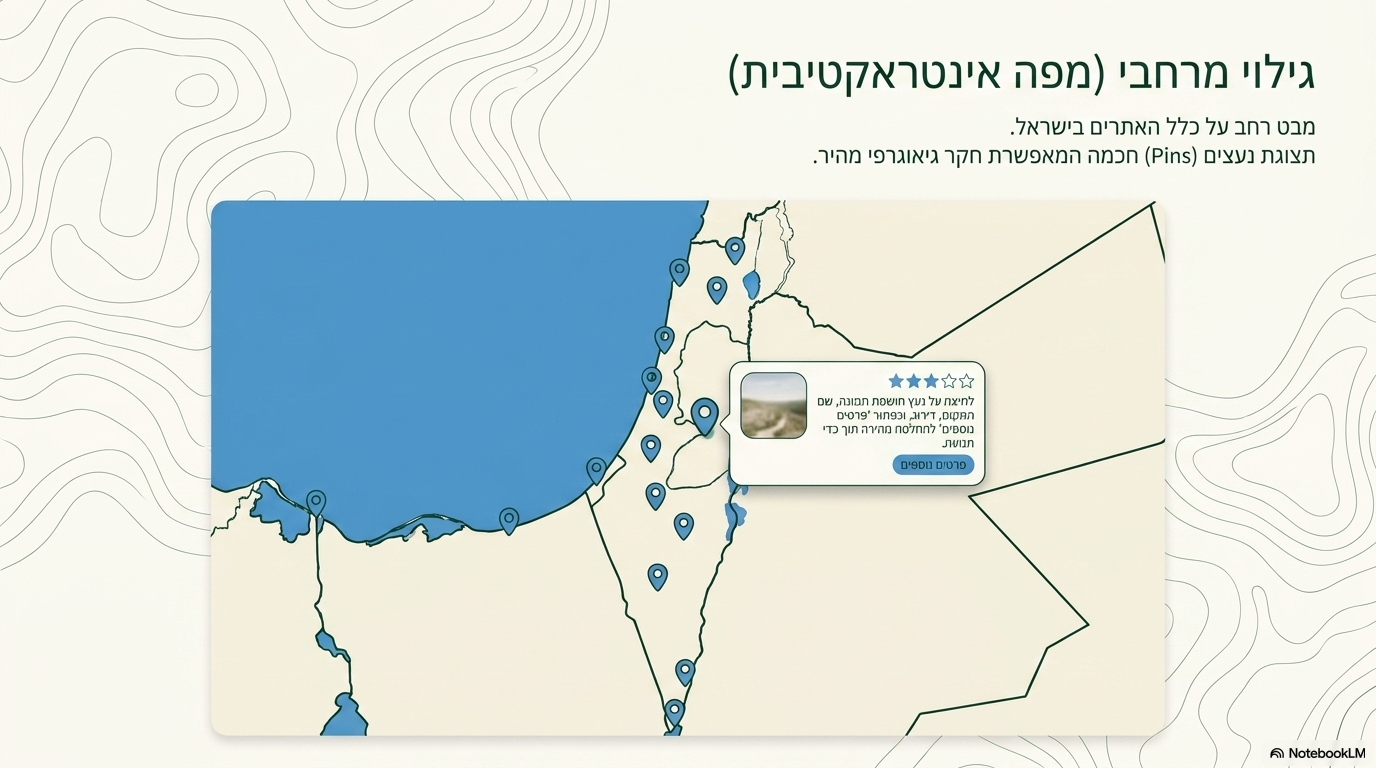 גילוי מרחבי (מפה אינטראקטיבית)
מבט רחב על כלל האתרים בישראל.
תצוגת נעצים (Pins) חכמה המאפשרת חקר גיאוגרפי מהיר.
לחיצה על נעץ חושפת תמונה, שם
המקום, דירוג, וכפתור 'פרטים
נוספים' מהירה תוך כדי
תנועה.
פרטים נוספים
NotebookLM